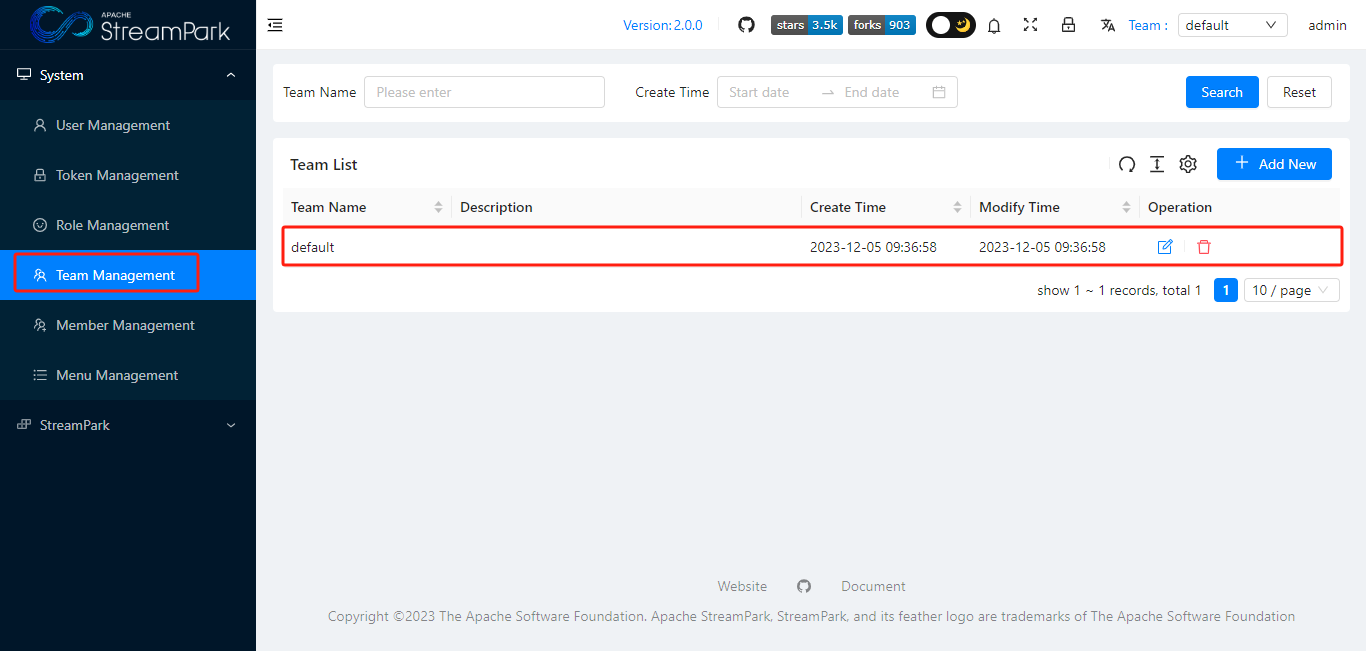 APACHE
StreamPark
Version: 2.0.0
stars 3.5k
forks 903
Team :
default
admin
System
User Management
Token Management
Role Management
Team Management
Member Management
Menu Management
StreamPark
Team Name
Please enter
Create Time
Start date
End date
Search
Reset
Team List
Add New
Team Name Description Create Time Modify Time Operation
default 2023-12-05 09:36:58 2023-12-05 09:36:58
show 1 ~ 1 records, total 1
1
10 / page
Website
Document
Copyright ©2023 The Apache Software Foundation. Apache StreamPark, StreamPark, and its feather logo are trademarks of The Apache Software Foundation